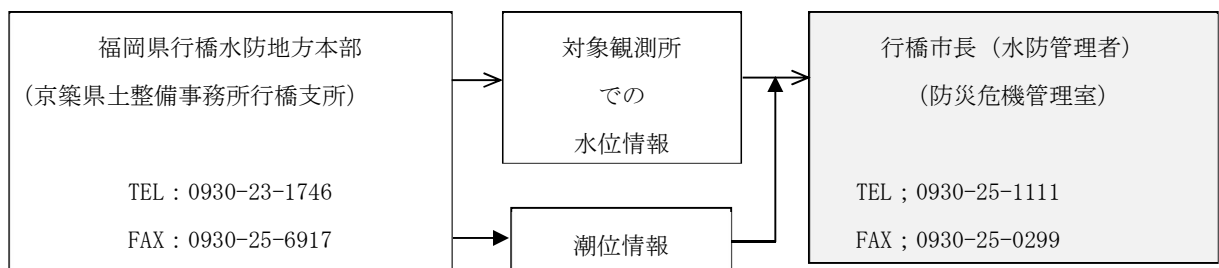 福岡県行橋水防地方本部
(京築県土整備事務所行橋支所)
TEL：0930-23-1746
FAX：0930-25-6917
対象観測所
での
水位情報
潮位情報
行橋市長（水防管理者）
(防災危機管理室)
TEL；0930-25-1111
FAX；0930-25-0299